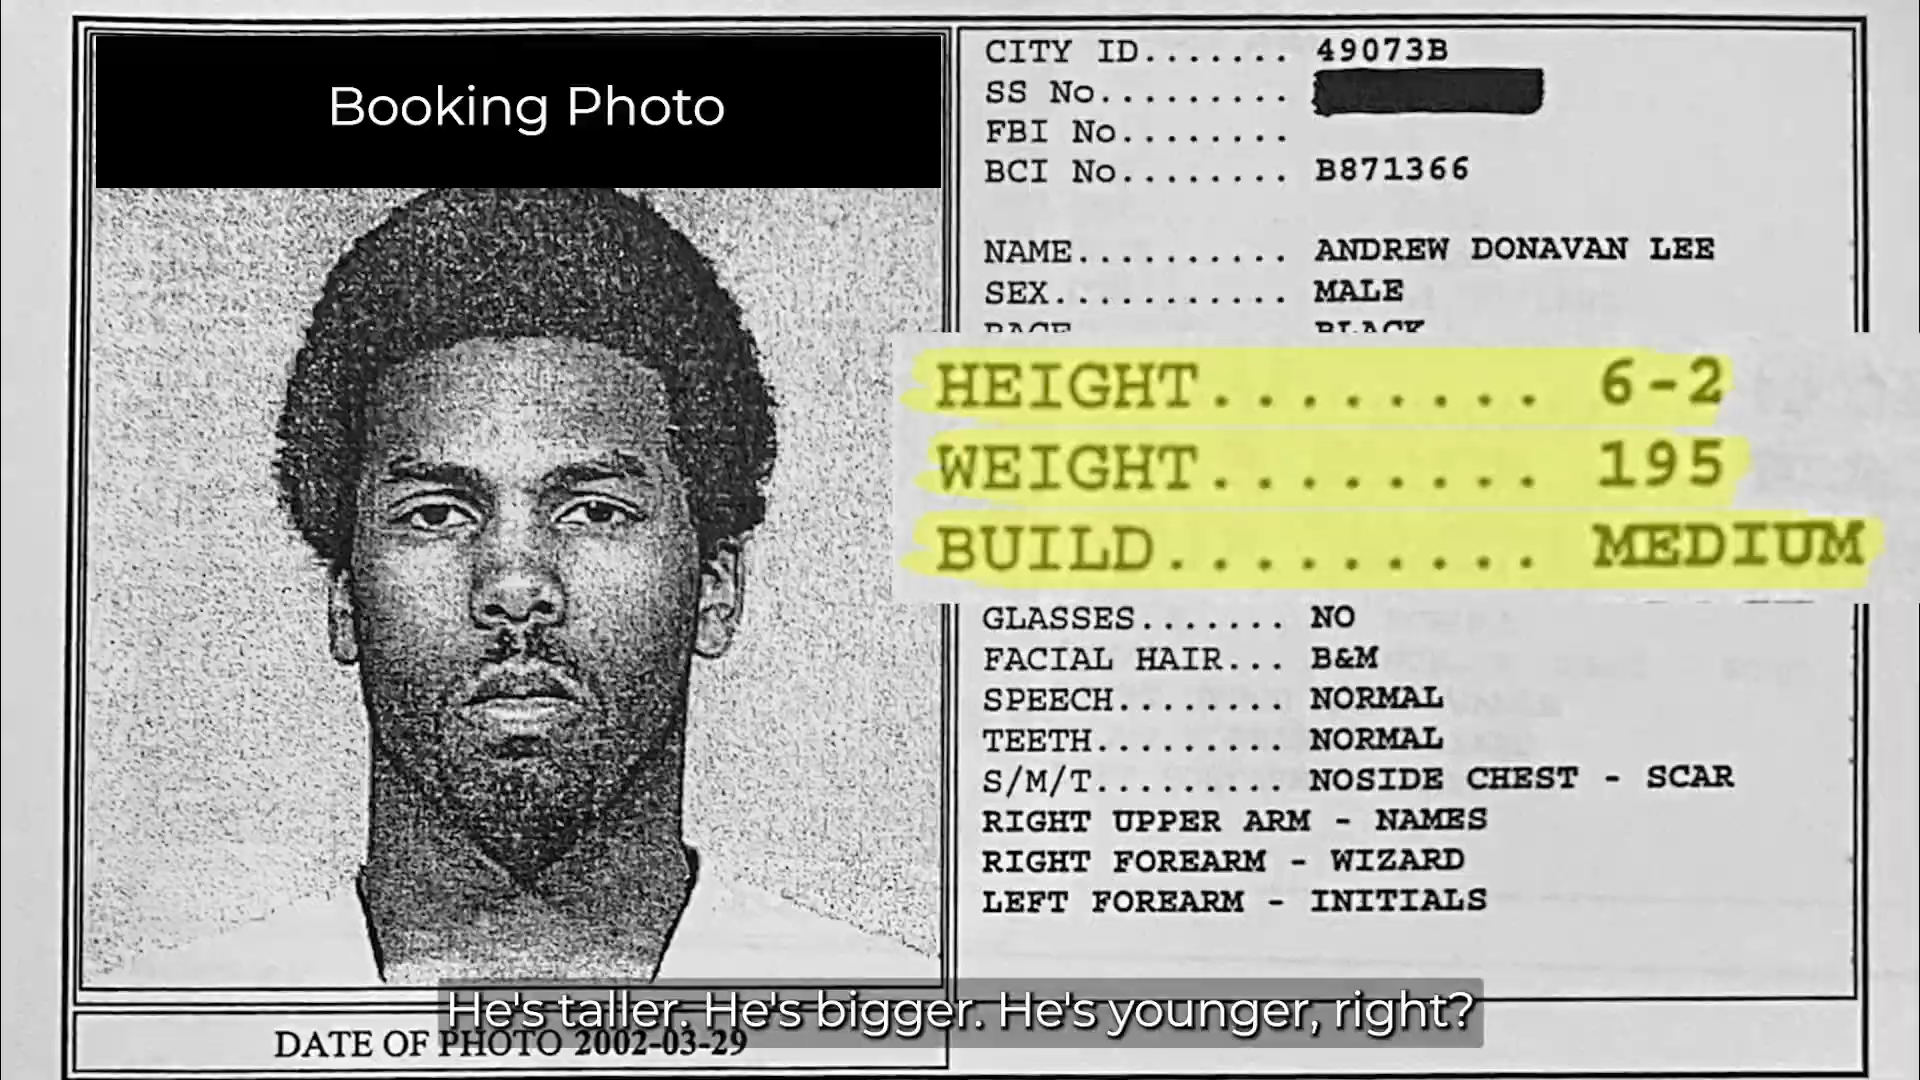 Booking Photo
CITY ID....... 49073B
SS No.........
FBI No........
BCI No........ B871366
NAME.......... ANDREW DONAVAN LEE
SEX........... MALE
RACE BLACK
HEIGHT........ 6-2
WEIGHT........ 195
BUILD......... MEDIUM
GLASSES....... NO
FACIAL HAIR... B&M
SPEECH........ NORMAL
TEETH......... NORMAL
S/M/T......... NOSIDE CHEST - SCAR
RIGHT UPPER ARM - NAMES
RIGHT FOREARM - WIZARD
LEFT FOREARM - INITIALS
He's taller. He's bigger. He's younger, right?
DATE OF PHOTO 2002-03-29